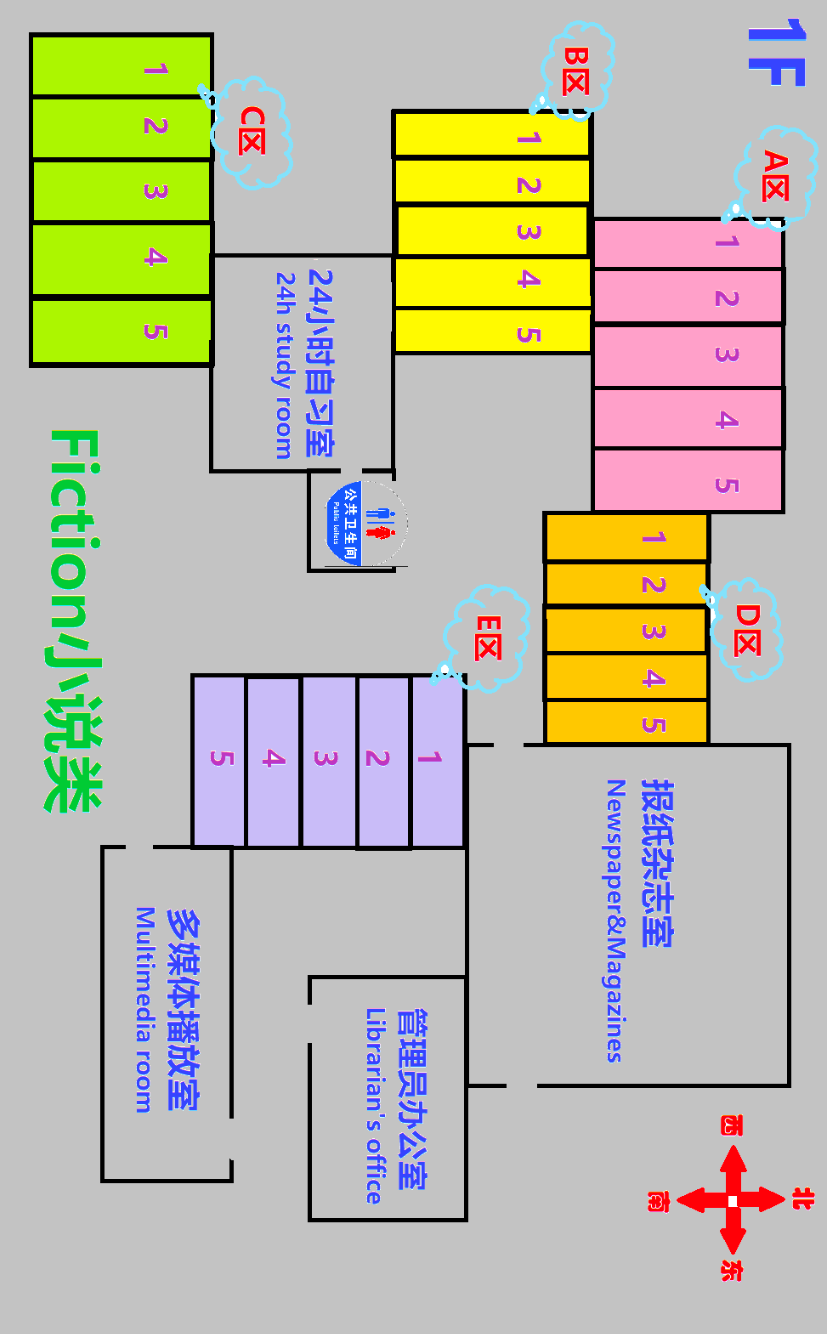 1F
A区
1
2
3
4
5
B区
1
2
3
4
5
C区
1
2
3
4
5
D区
1
2
3
4
5
E区
1
2
3
4
5
24小时自习室
24h study room
公共卫生间
Public toilets
报纸杂志室
Newspaper&Magazines
管理员办公室
Librarian's office
多媒体播放室
Multimedia room
Fiction小说类
北
西
东
南